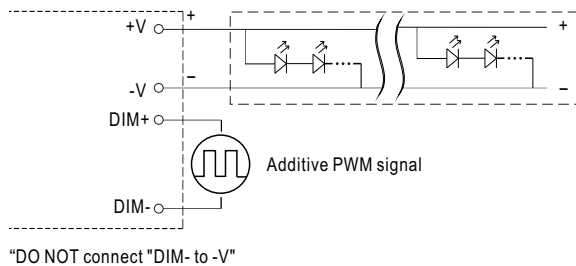 +V
+
+
-V
−
−
DIM+
Additive PWM signal
DIM-
“DO NOT connect "DIM- to -V"